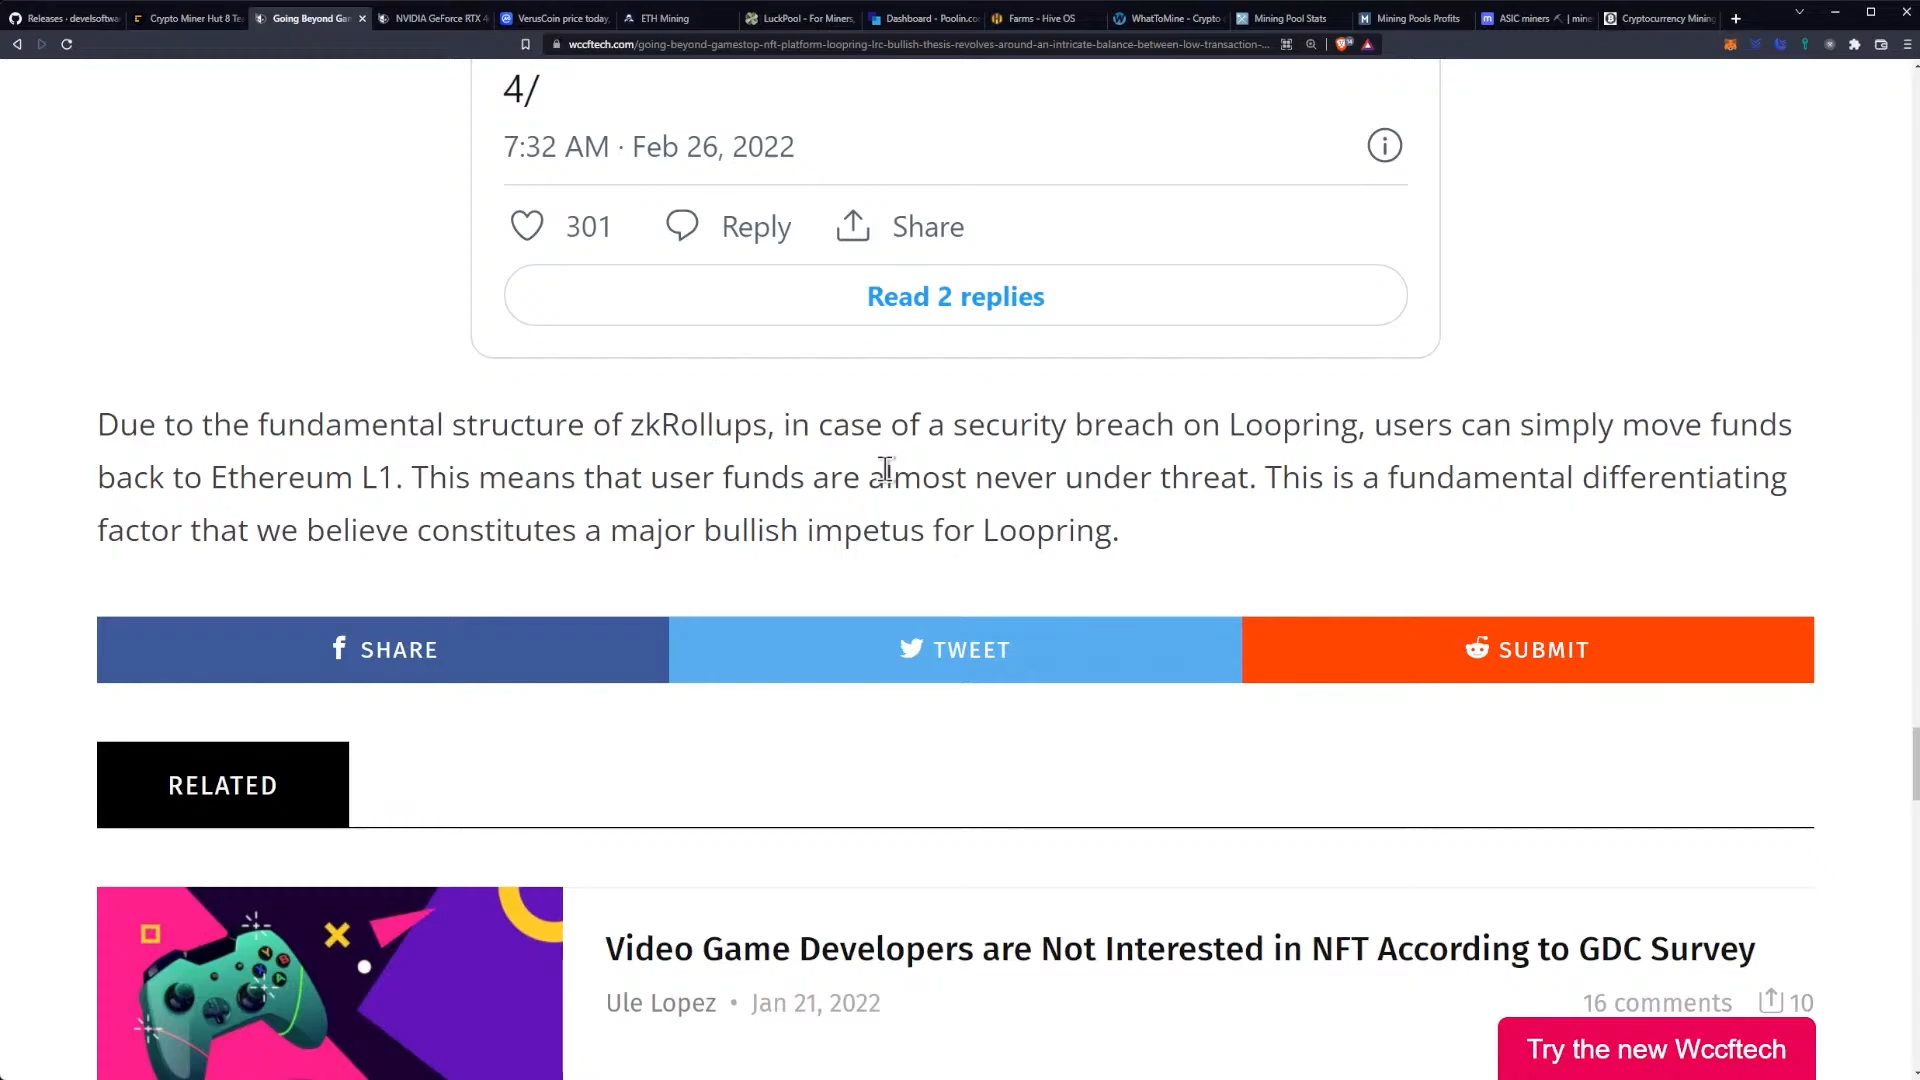 Releases - develsoftwa
Crypto Miner Hut 8 Te
Going Beyond Gar
NVIDIA GeForce RTX 4
VerusCoin price today,
ETH Mining
LuckPool - For Miners,
Dashboard - Poolin.co
Farms - Hive OS
WhatToMine - Crypto
Mining Pool Stats
Mining Pools Profits
ASIC miners | mine
Cryptocurrency Mining
wccftech.com/going-beyond-gamestop-nft-platform-loopring-lrc-bullish-thesis-revolves-around-an-intricate-balance-between-low-transaction-...
4/
7:32 AM · Feb 26, 2022
301 Reply Share
Read 2 replies
Due to the fundamental structure of zkRollups, in case of a security breach on Loopring, users can simply move funds
back to Ethereum L1. This means that user funds are almost never under threat. This is a fundamental differentiating
factor that we believe constitutes a major bullish impetus for Loopring.
SHARE
TWEET
SUBMIT
RELATED
Video Game Developers are Not Interested in NFT According to GDC Survey
Ule Lopez • Jan 21, 2022
16 comments 10
Try the new Wccftech